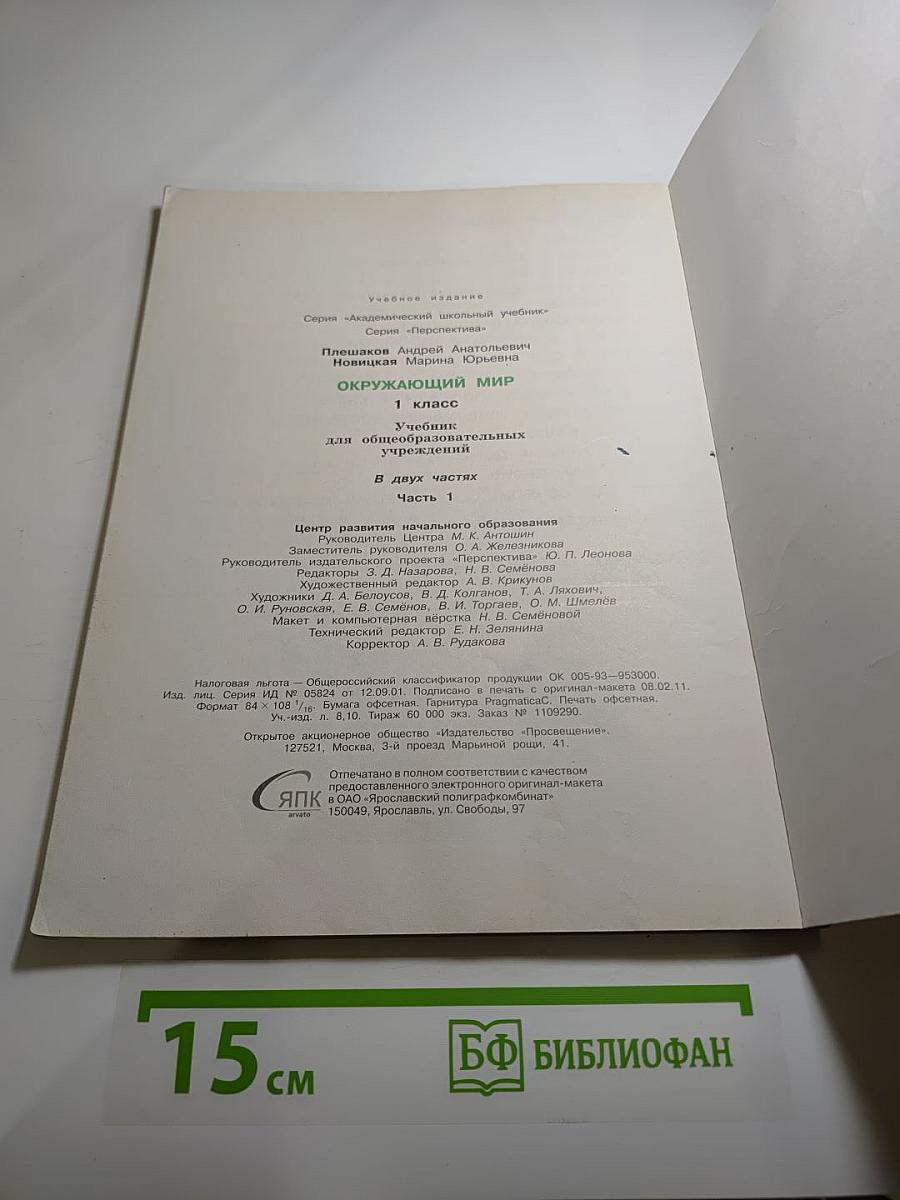 Учебное издание
Серия «Академический школьный учебник»
Серия «Перспектива»
Плешаков Андрей Анатольевич
Новицкая Марина Юрьевна
ОКРУЖАЮЩИЙ МИР
1 класс
Учебник
для общеобразовательных
учреждений
В двух частях
Часть 1
Центр развития начального образования
Руководитель Центра М. К. Антошин
Заместитель руководителя О. А. Железникова
Руководитель издательского проекта «Перспектива» Ю. П. Леонова
Редакторы З. Д. Назарова, Н. В. Семёнова
Художественный редактор А. В. Крикунов
Художники Д. А. Белоусов, В. Д. Колганов, Т. А. Ляхович,
О. И. Руновская, Е. В. Семёнов, В. И. Торгаев, О. М. Шмелёв
Макет и компьютерная вёрстка Н. В. Семёновой
Технический редактор Е. Н. Зелянина
Корректор А. В. Рудакова
Налоговая льгота — Общероссийский классификатор продукции ОК 005-93—953000.
Изд. лиц. Серия ИД № 05824 от 12.09.01. Подписано в печать с оригинал-макета 08.02.11.
Формат 84 × 108 1/16. Бумага офсетная. Гарнитура PragmaticaC. Печать офсетная.
Уч.-изд. л. 8,10. Тираж 60 000 экз. Заказ № 1109290.
Открытое акционерное общество «Издательство «Просвещение».
127521, Москва, 3-й проезд Марьиной рощи, 41.
ЯПК
arvato
Отпечатано в полном соответствии с качеством
предоставленного электронного оригинал-макета
в ОАО «Ярославский полиграфкомбинат»
150049, Ярославль, ул. Свободы, 97
15 см
БФ БИБЛИОФАН